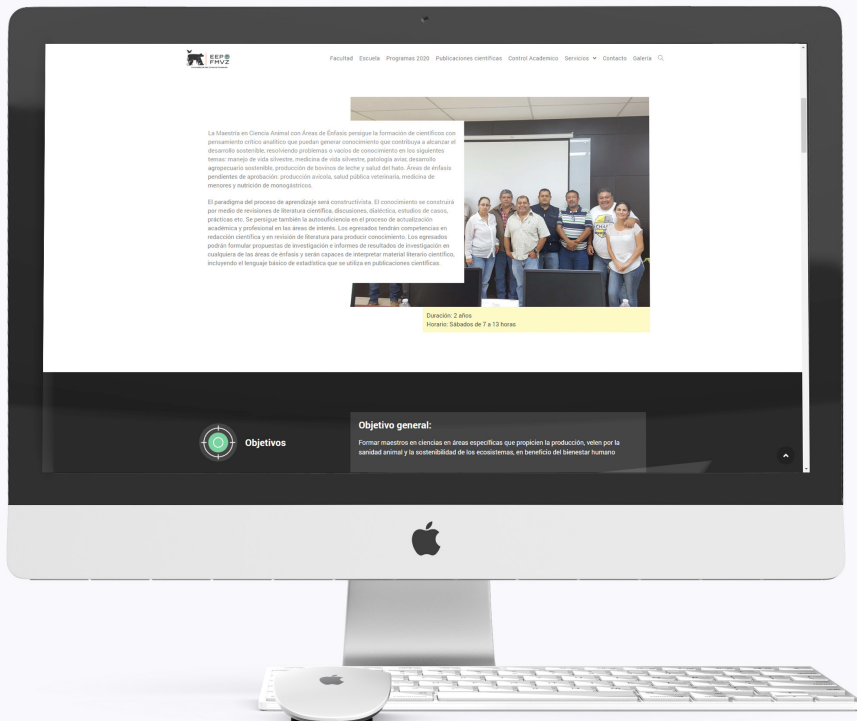 EEPO
FMVZ
Facultad Escuela Programas 2020 Publicaciones científicas Control Academico Servicios Contacto Galería
La Maestría en Ciencia Animal con Áreas de Énfasis persigue la formación de científicos con
pensamiento crítico analítico que puedan generar conocimiento que contribuya a alcanzar el
desarrollo sostenible, resolviendo problemas o vacíos de conocimiento en los siguientes
temas: manejo de vida silvestre, medicina de vida silvestre, patología aviar, desarrollo
agropecuario sostenible, producción de bovinos de leche y salud del hato. Áreas de énfasis
pendientes de aprobación: producción avícola, salud pública veterinaria, medicina de
menores y nutrición de monogástricos.
El paradigma del proceso de aprendizaje será constructivista. El conocimiento se construirá
por medio de revisiones de literatura científica, discusiones, dialéctica, estudios de casos,
prácticas etc. Se persigue también la autosuficiencia en el proceso de actualización
académica y profesional en las áreas de interés. Los egresados tendrán competencias en
redacción científica y en revisión de literatura para producir conocimiento. Los egresados
podrán formular propuestas de investigación e informes de resultados de investigación en
cualquiera de las áreas de énfasis y serán capaces de interpretar material literario científico,
incluyendo el lenguaje básico de estadística que se utiliza en publicaciones científicas.
Duración: 2 años
Horario: Sábados de 7 a 13 horas
Objetivos
Objetivo general:
Formar maestros en ciencias en áreas específicas que propicien la producción, velen por la
sanidad animal y la sostenibilidad de los ecosistemas, en beneficio del bienestar humano